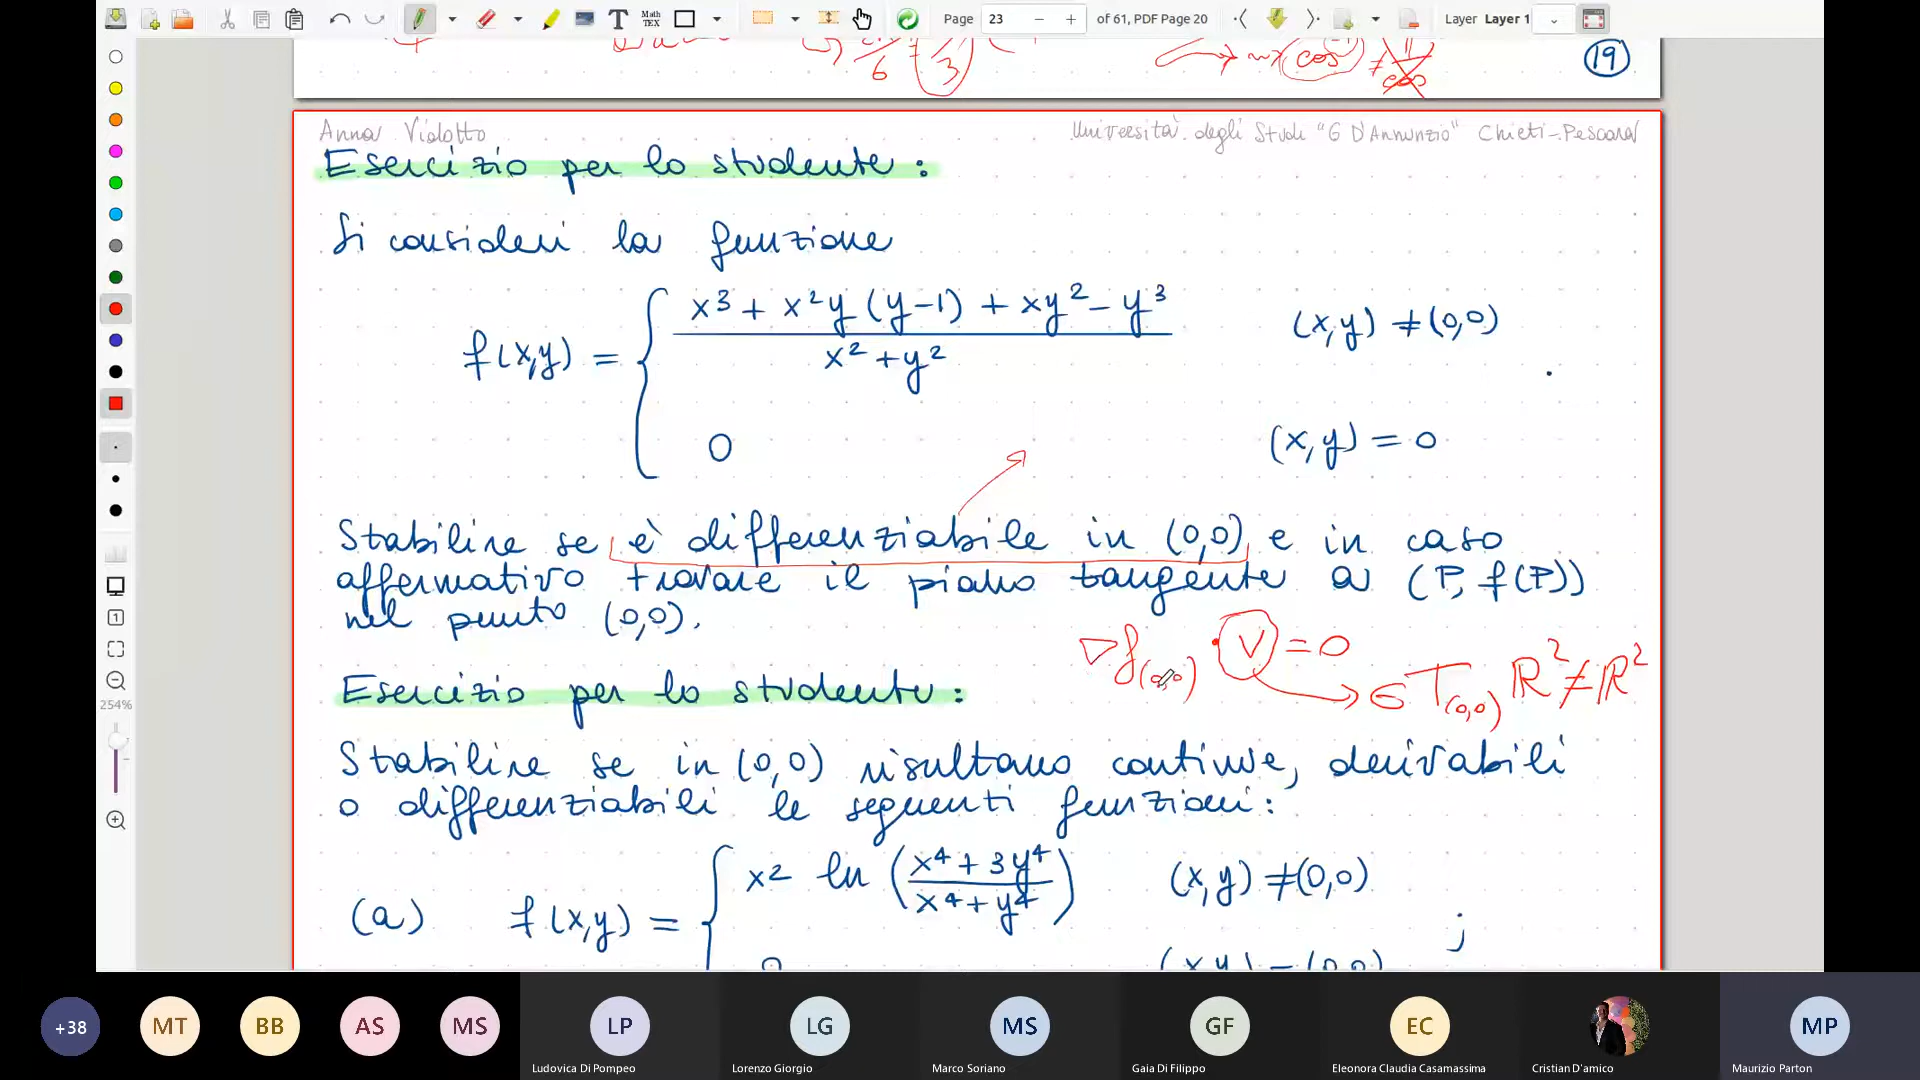 Page 23 of 61, PDF Page 20 Layer Layer 1
19
Anna Vidotto Università degli Studi "G D'Annunzio" Chieti-Pescara
Esercizio per lo studente:
Si consideri la funzione
f(x,y) = { x³ + x²y (y-1) + xy² - y³ / x² + y² (x,y) ≠ (0,0)
.
0 (x,y) = 0
Stabilire se è differenziabile in (0,0) e in caso
affermativo trovare il piano tangente a (P, f(P))
nel punto (0,0).
∇f(0,0) · V = 0 ∈ T(0,0) ℝ² ≠ ℝ²
Esercizio per lo studente:
254%
Stabilire se in (0,0) risultano continue, derivabili
o differenziabili le seguenti funzioni:
(a) f(x,y) = { x² ln (x⁴ + 3y⁴ / x⁴ + y⁴) (x,y) ≠ (0,0)
;
0 (x,y) = (0,0)
+38 MT BB AS MS LP LG MS GF EC MP
Ludovica Di Pompeo Lorenzo Giorgio Marco Soriano Gaia Di Filippo Eleonora Claudia Casamassima Cristian D'amico Maurizio Parton